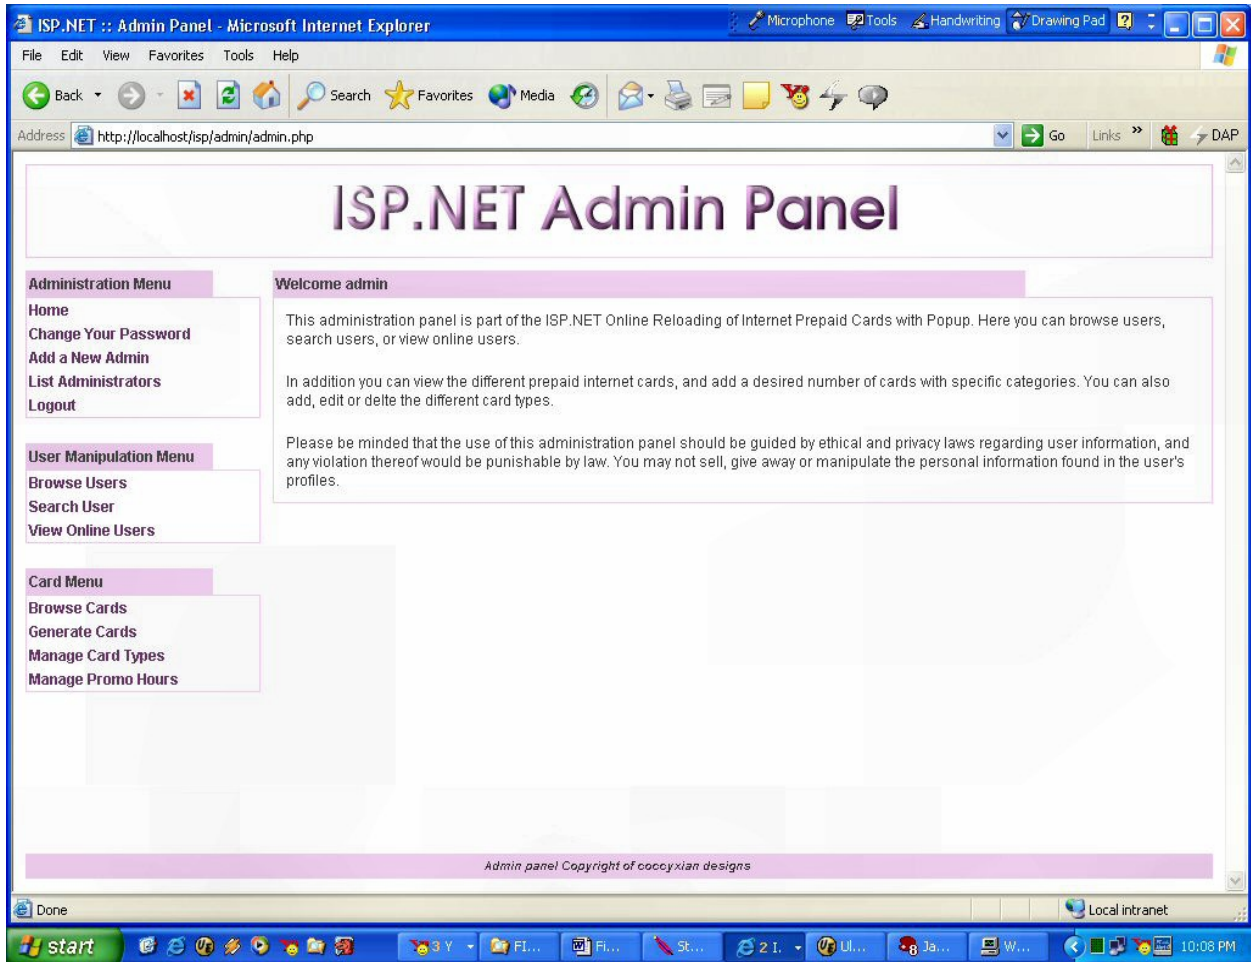 ISP.NET :: Admin Panel - Microsoft Internet Explorer
Microphone Tools Handwriting Drawing Pad
File Edit View Favorites Tools Help
Back Search Favorites Media
Address http://localhost/isp/admin/admin.php Go Links » DAP
ISP.NET Admin Panel
Administration Menu
Home
Change Your Password
Add a New Admin
List Administrators
Logout
User Manipulation Menu
Browse Users
Search User
View Online Users
Card Menu
Browse Cards
Generate Cards
Manage Card Types
Manage Promo Hours
Welcome admin
This administration panel is part of the ISP.NET Online Reloading of Internet Prepaid Cards with Popup. Here you can browse users,
search users, or view online users.
In addition you can view the different prepaid internet cards, and add a desired number of cards with specific categories. You can also
add, edit or delte the different card types.
Please be minded that the use of this administration panel should be guided by ethical and privacy laws regarding user information, and
any violation thereof would be punishable by law. You may not sell, give away or manipulate the personal information found in the user's
profiles.
Admin panel Copyright of coccyxian designs
Done Local intranet
start 3 Y FI... Fi... St... 2 I. Ul... Ja... W... 10:08 PM